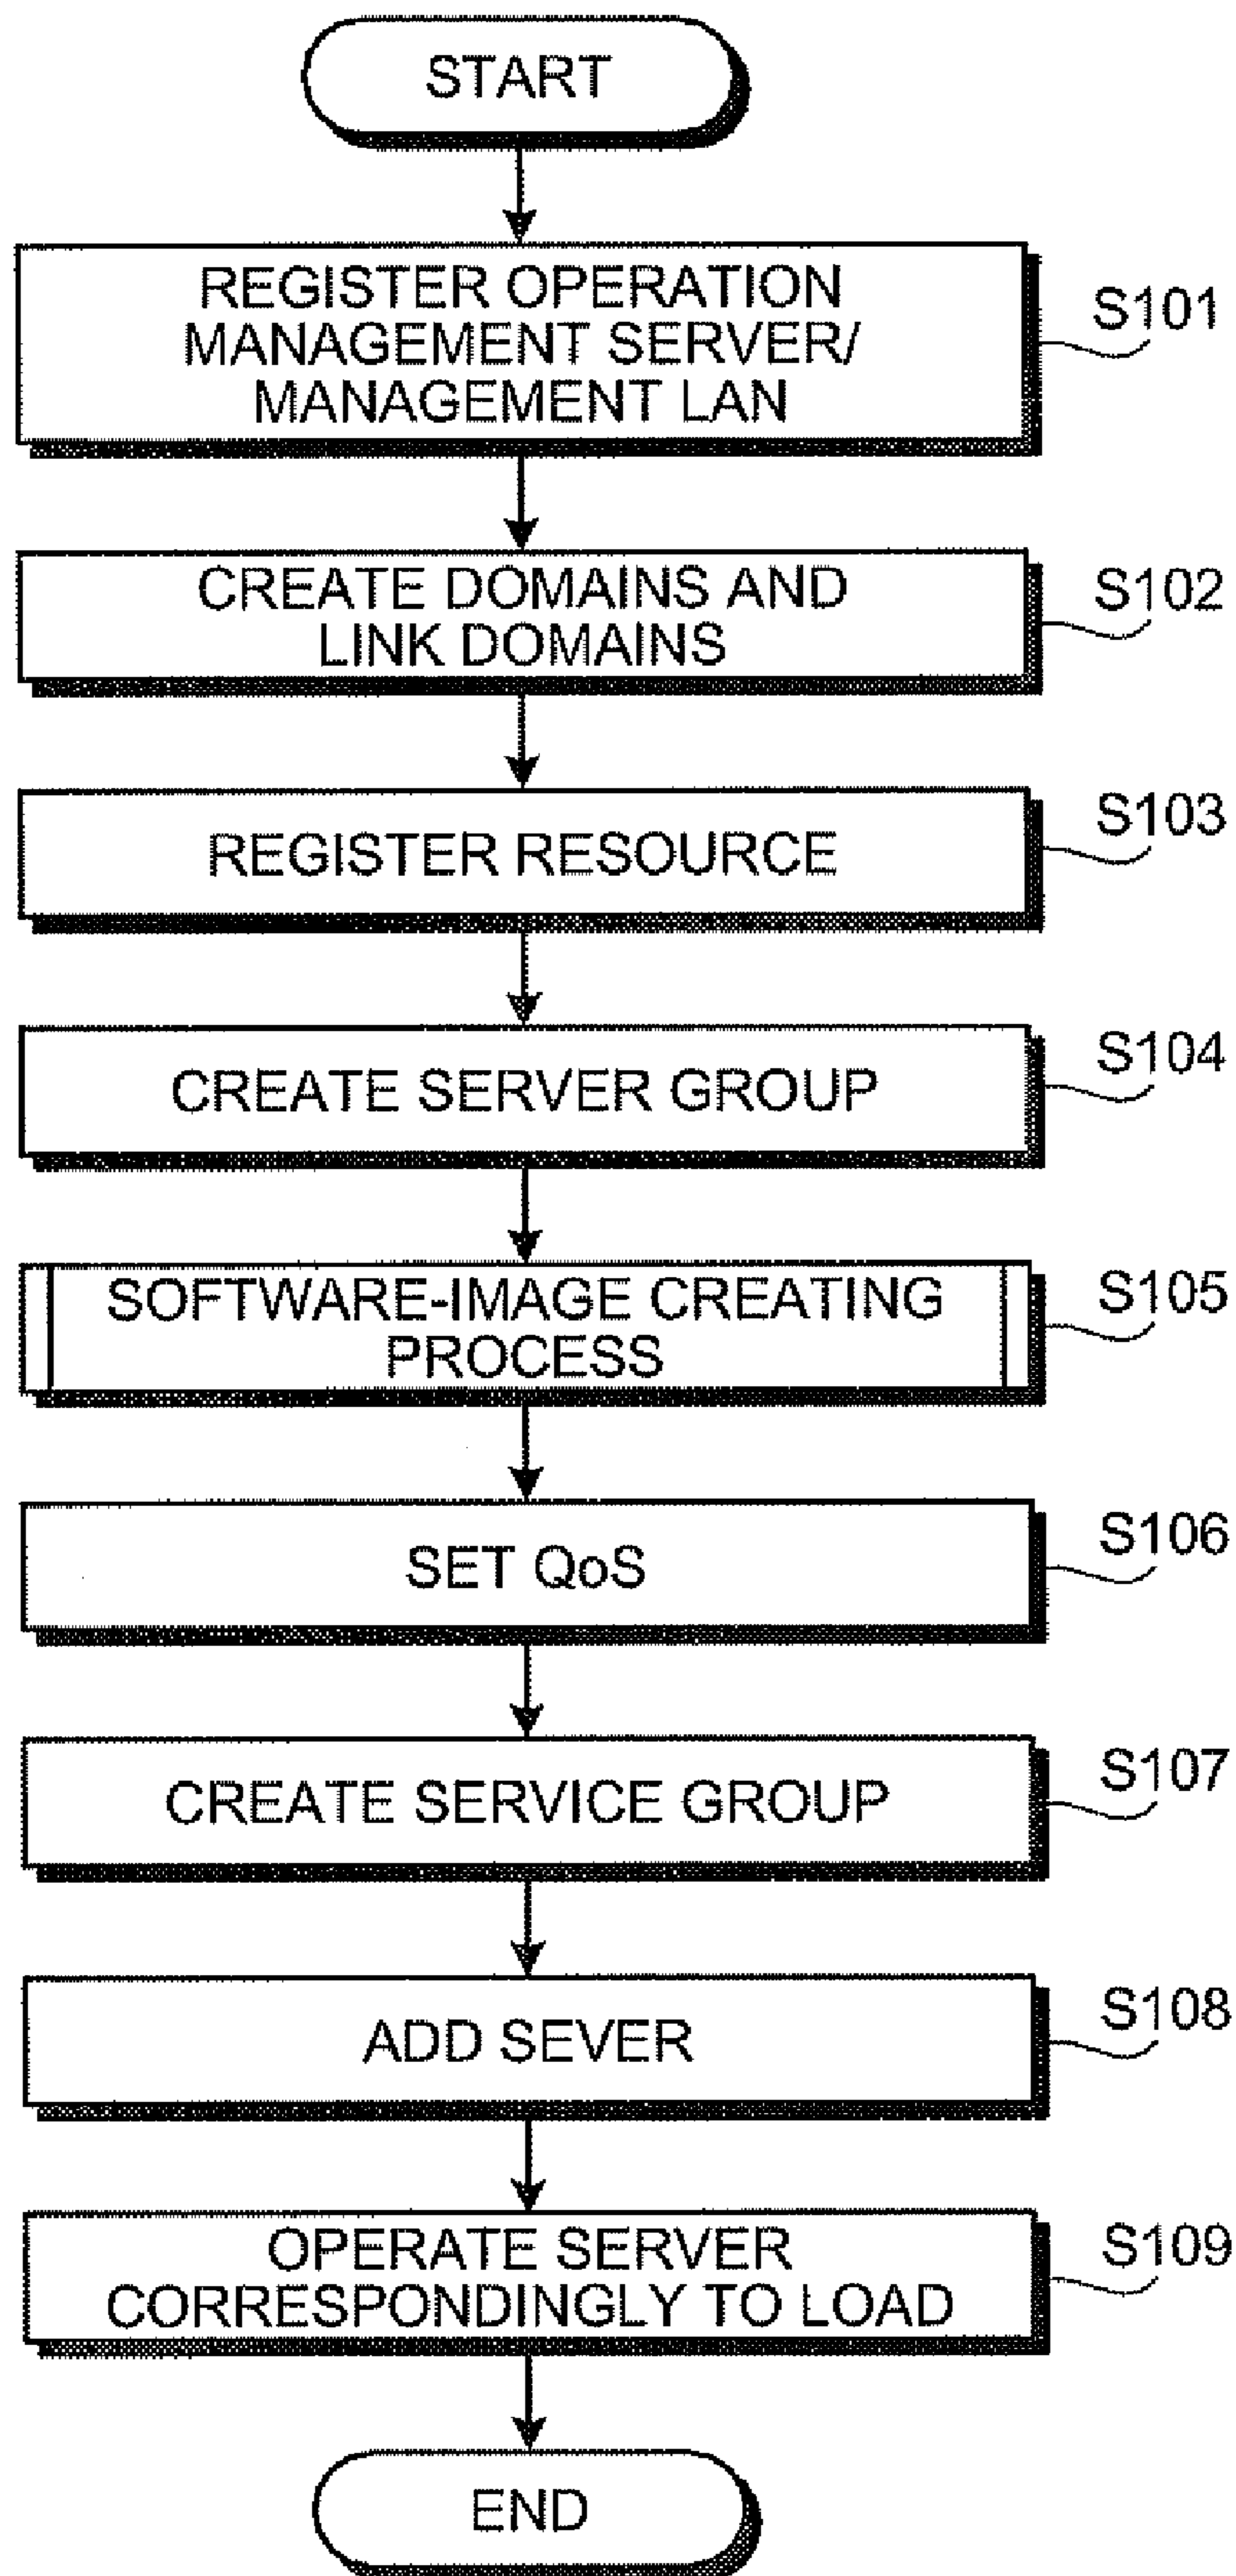 START
REGISTER OPERATION
MANAGEMENT SERVER/
MANAGEMENT LAN
S101
CREATE DOMAINS AND
LINK DOMAINS
S102
REGISTER RESOURCE
S103
CREATE SERVER GROUP
S104
SOFTWARE-IMAGE CREATING
PROCESS
S105
SET QoS
S106
CREATE SERVICE GROUP
S107
ADD SEVER
S108
OPERATE SERVER
CORRESPONDINGLY TO LOAD
S109
END